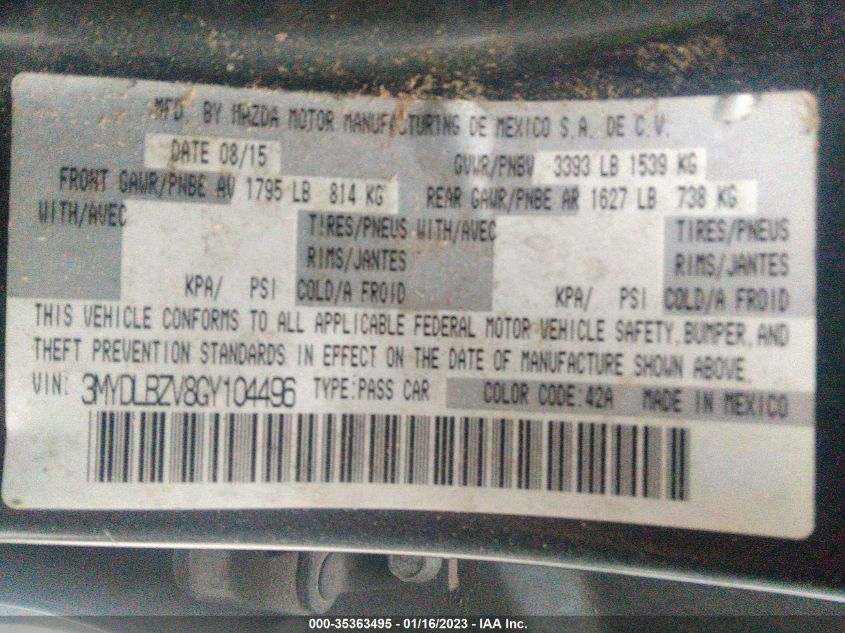 MFD. BY MAZDA MOTOR MANUFACTURING DE MEXICO S.A. DE C.V.
DATE 08/15 GVWR/PNBV 3393 LB 1539 KG
FRONT GAWR/PNBE AV 1795 LB 814 KG REAR GAWR/PNBE AR 1627 LB 738 KG
WITH/AVEC TIRES/PNEUS WITH/AVEC TIRES/PNEUS
RIMS/JANTES RIMS/JANTES
KPA/ PSI COLD/A FROID KPA/ PSI COLD/A FROID
THIS VEHICLE CONFORMS TO ALL APPLICABLE FEDERAL MOTOR VEHICLE SAFETY, BUMPER, AND
THEFT PREVENTION STANDARDS IN EFFECT ON THE DATE OF MANUFACTURE SHOWN ABOVE.
VIN: 3MYDLBZV8GY104496 TYPE:PASS CAR COLOR CODE:42A MADE IN MEXICO
000-35363495 - 01/16/2023 - IAA Inc.